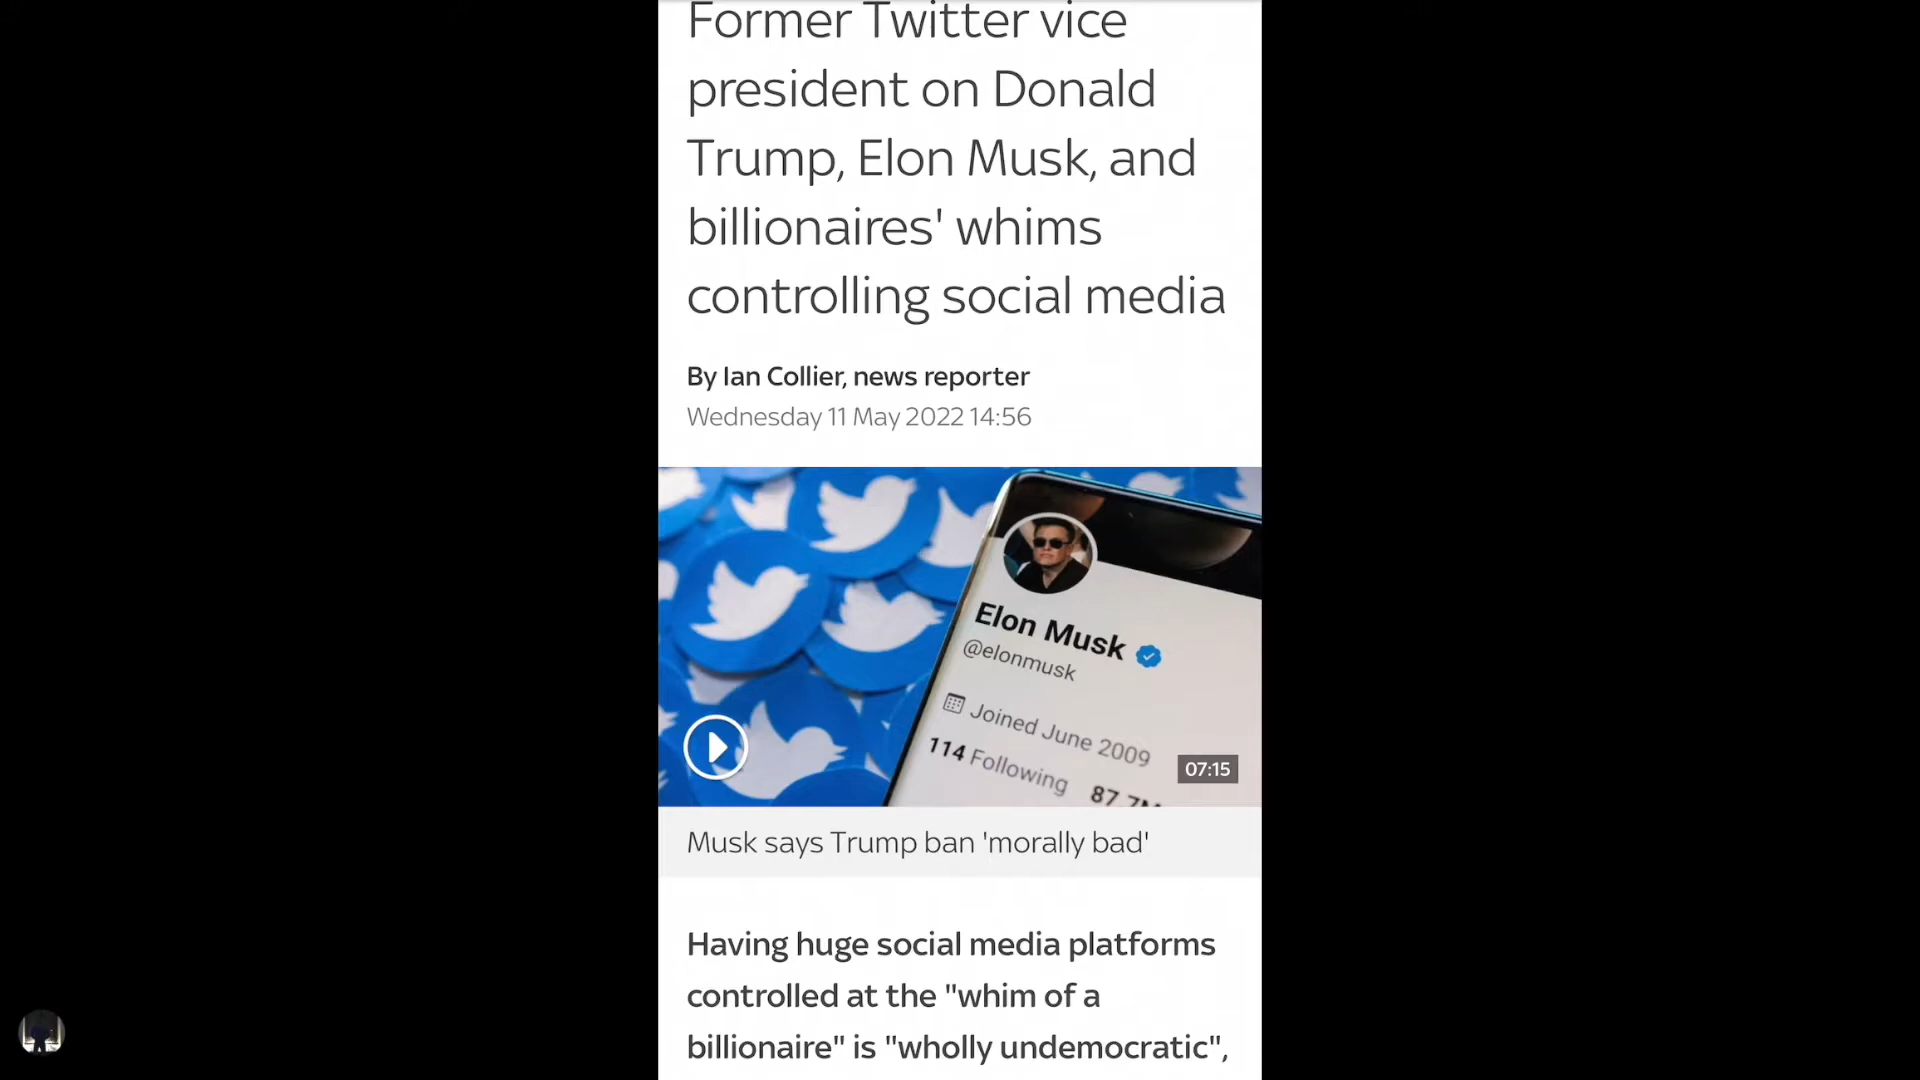 Former Twitter vice
president on Donald
Trump, Elon Musk, and
billionaires' whims
controlling social media
By Ian Collier, news reporter
Wednesday 11 May 2022 14:56
Elon Musk
@elonmusk
Joined June 2009
114 Following 87.7M
07:15
Musk says Trump ban 'morally bad'
Having huge social media platforms
controlled at the "whim of a
billionaire" is "wholly undemocratic",